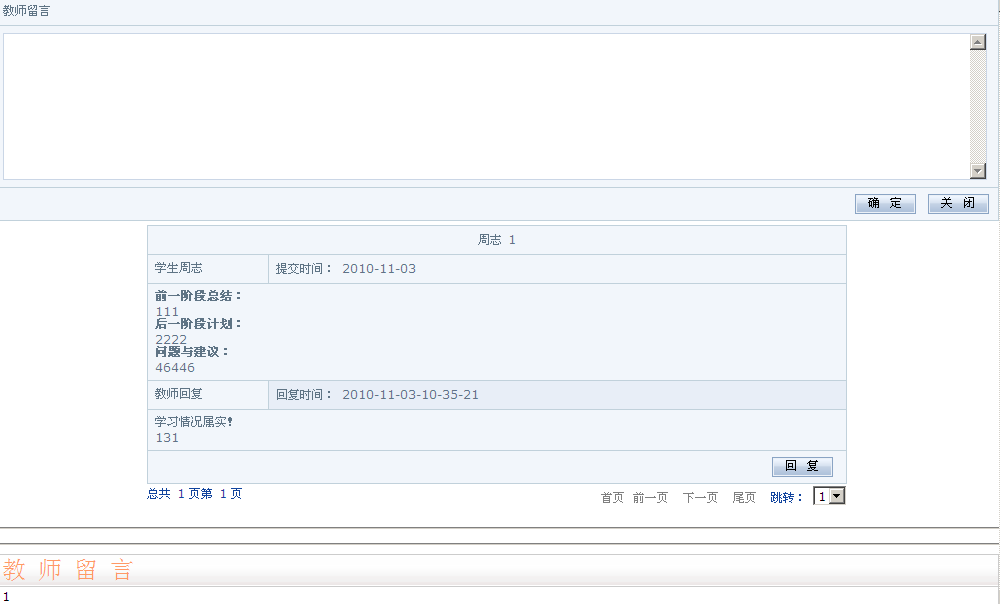 教师留言
确 定 关 闭
周志 1
学生周志 提交时间： 2010-11-03
前一阶段总结：
111
后一阶段计划：
2222
问题与建议：
46446
教师回复 回复时间： 2010-11-03-10-35-21
学习情况属实!
131
回 复
总共 1 页第 1 页 首页 前一页 下一页 尾页 跳转： 1
教 师 留 言
1